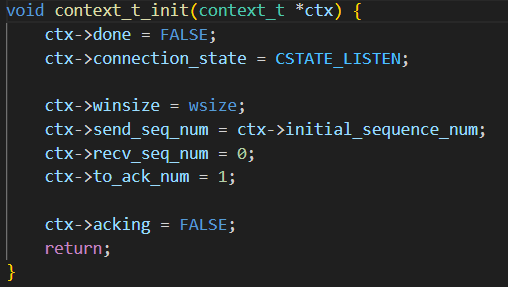 void context_t_init(context_t *ctx) {
    ctx->done = FALSE;
    ctx->connection_state = CSTATE_LISTEN;

    ctx->winsize = wsize;
    ctx->send_seq_num = ctx->initial_sequence_num;
    ctx->recv_seq_num = 0;
    ctx->to_ack_num = 1;

    ctx->acking = FALSE;
    return;
}